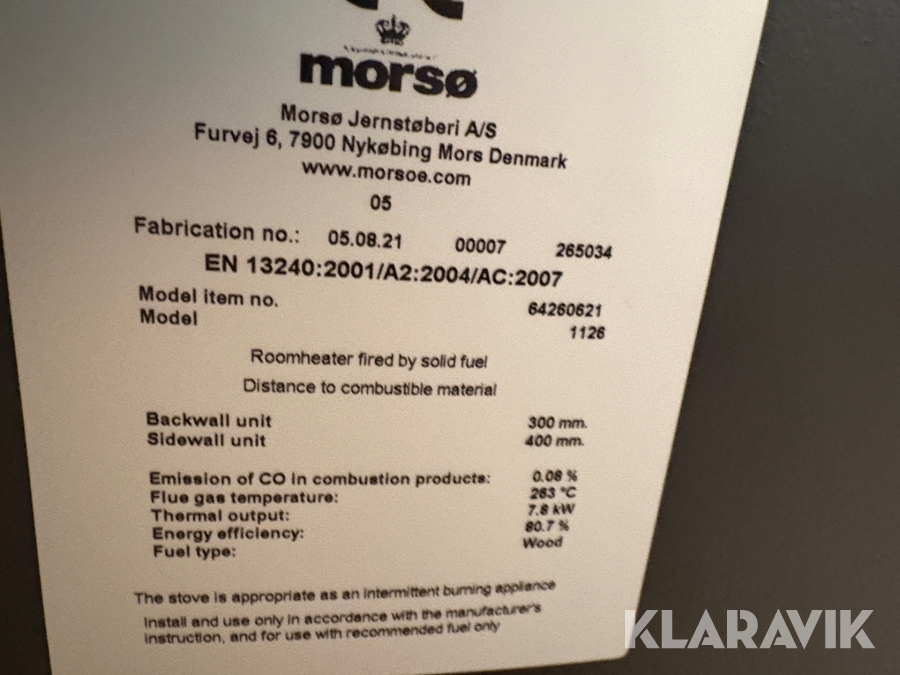 morsø
Morsø Jernstøberi A/S
Furvej 6, 7900 Nykøbing Mors Denmark
www.morsoe.com
05
Fabrication no.: 05.08.21 00007 265034
EN 13240:2001/A2:2004/AC:2007
Model item no. 64260621
Model 1126
Roomheater fired by solid fuel
Distance to combustible material
Backwall unit 300 mm.
Sidewall unit 400 mm.
Emission of CO in combustion products: 0.08 %
Flue gas temperature: 263 °C
Thermal output: 7.8 kW
Energy efficiency: 80.7 %
Fuel type: Wood
The stove is appropriate as an intermittent burning appliance
Install and use only in accordance with the manufacturer's
instruction, and for use with recommended fuel only
KLARAVIK